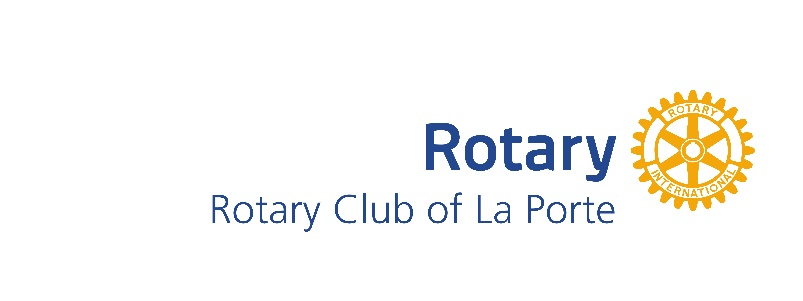 Rotary
Rotary Club of La Porte
ROTARY
INTERNATIONAL